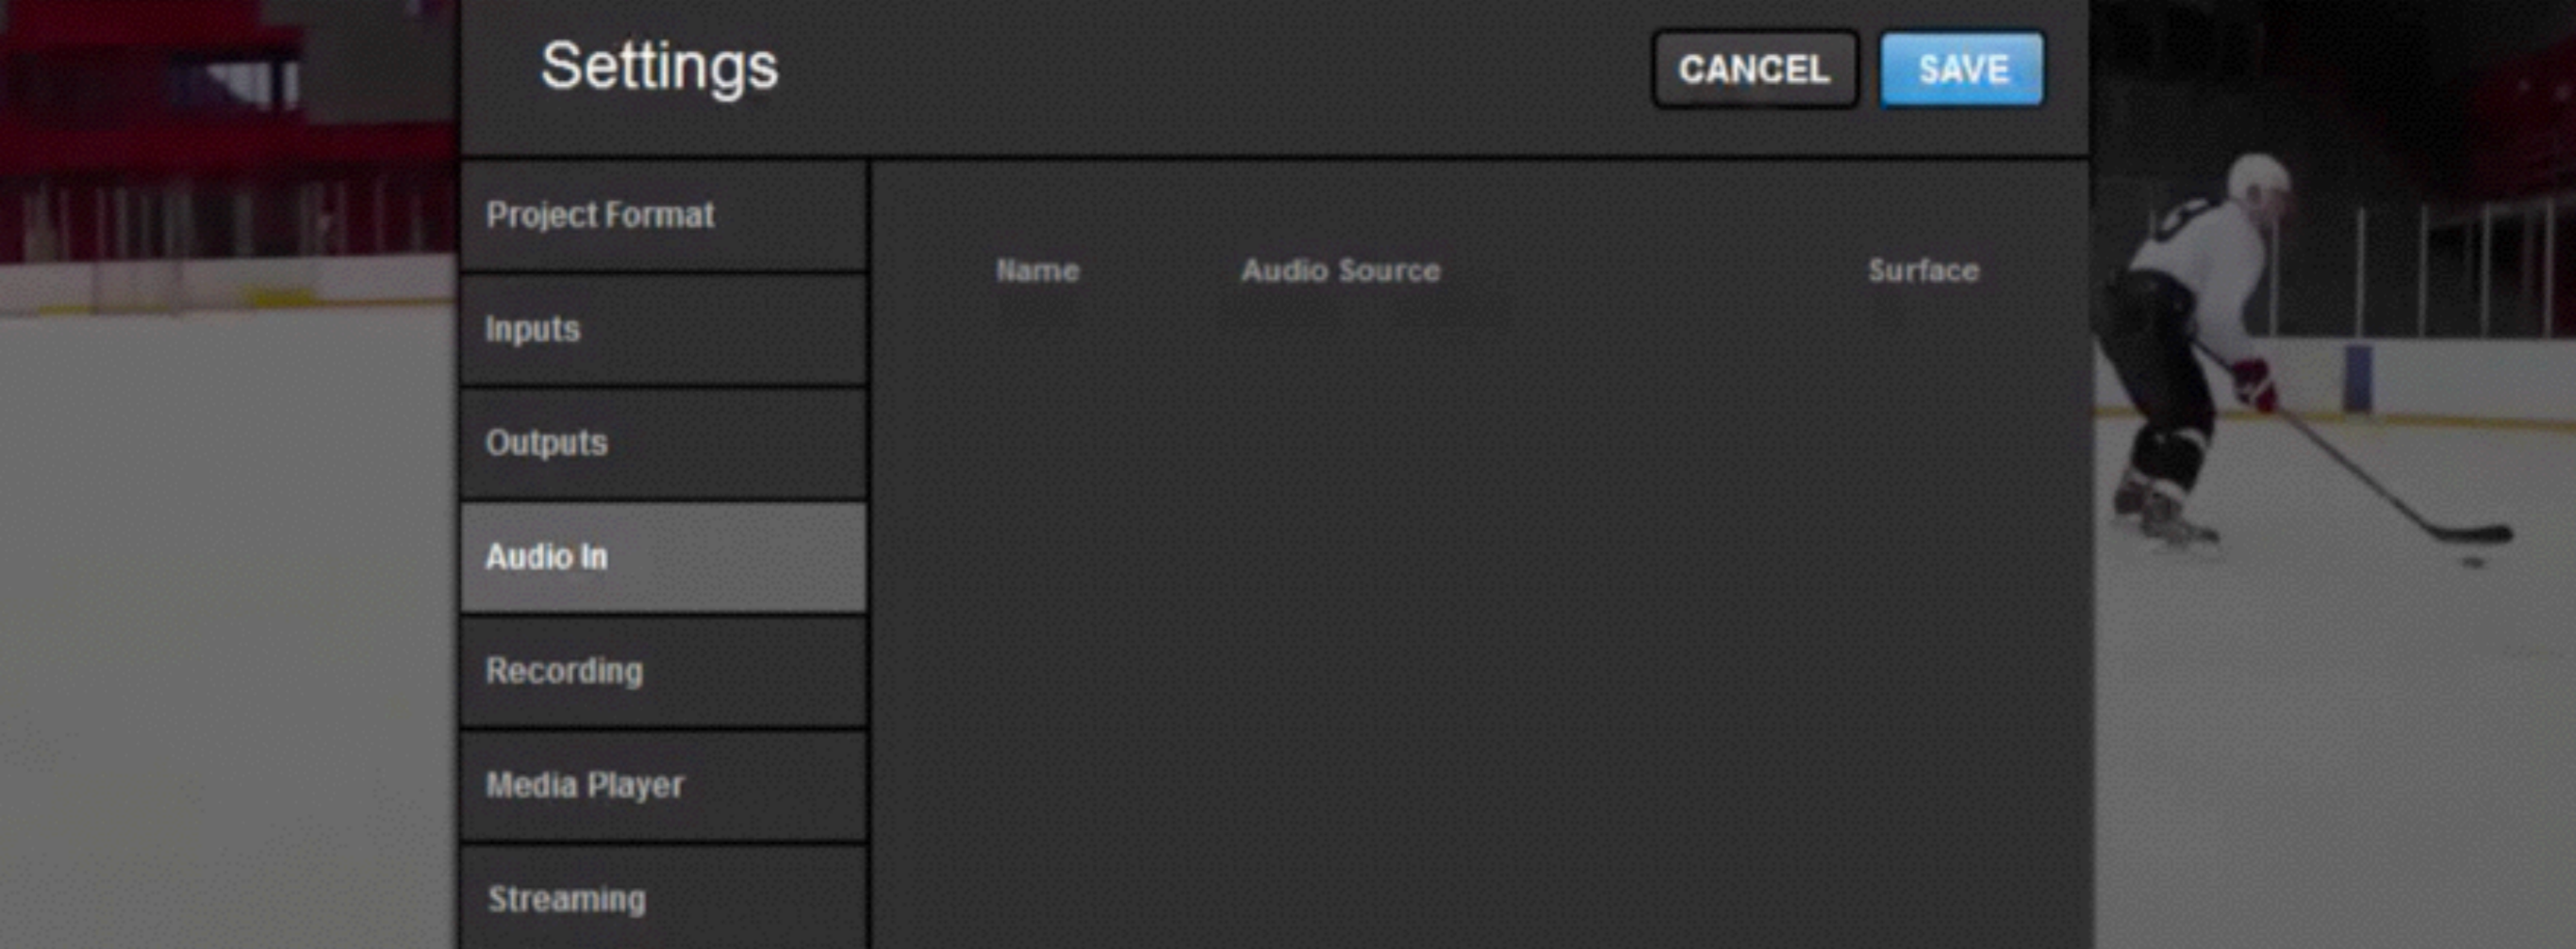 Settings
CANCEL
SAVE
Project Format
Inputs
Outputs
Audio In
Recording
Media Player
Streaming
Name
Audio Source
Surface